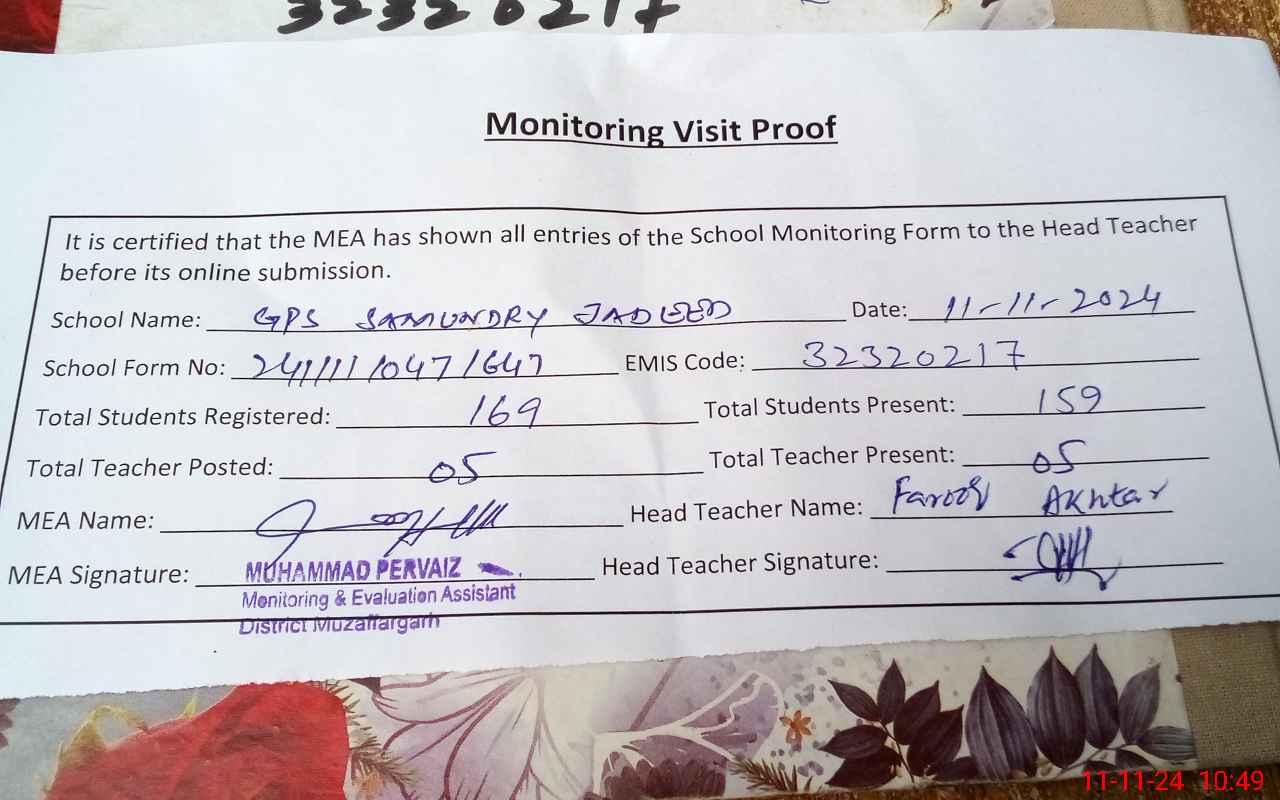 32320217
Monitoring Visit Proof
It is certified that the MEA has shown all entries of the School Monitoring Form to the Head Teacher
before its online submission.
School Name: GPS SAMUNDRY JADEED Date: 11-11-2024
School Form No: 241111/047/647 EMIS Code: 32320217
Total Students Registered: 169 Total Students Present: 159
Total Teacher Posted: 05 Total Teacher Present: 05
MEA Name: Head Teacher Name: Farooq Akhtar
MEA Signature: MUHAMMAD PERVAIZ Head Teacher Signature:
Monitoring & Evaluation Assistant
District Muzaffargarh
11-11-24 10:49